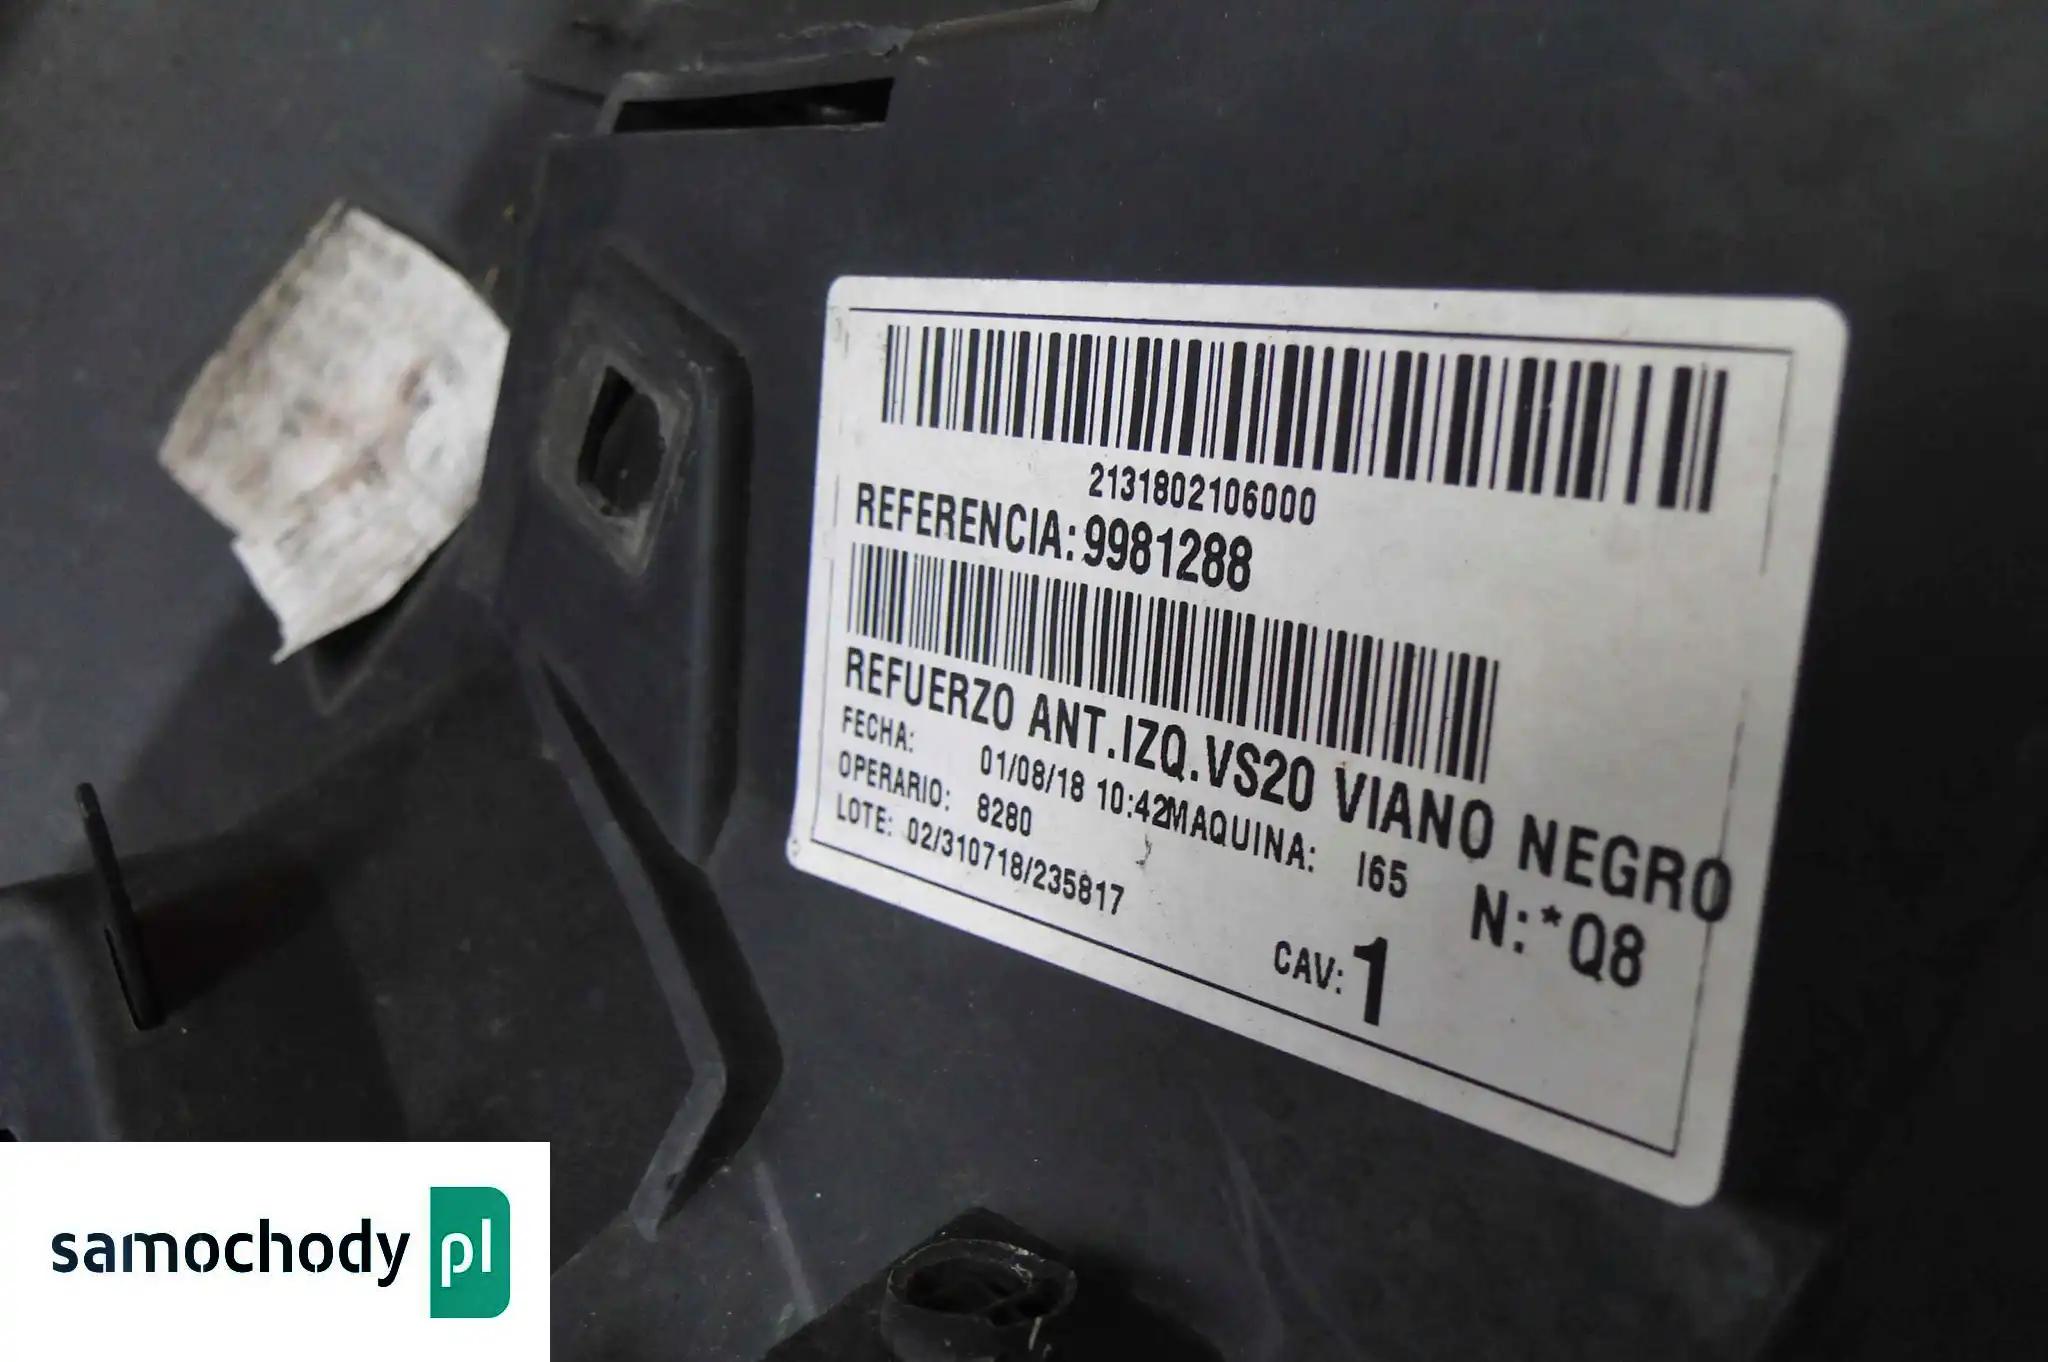 2131802106000
REFERENCIA: 9981288
REFUERZO ANT.IZQ.VS20 VIANO NEGRO
FECHA: 01/08/18 10:42 MAQUINA: I65 N:*Q8
OPERARIO: 8280
LOTE: 02/310718/235817
CAV: 1
samochody pl